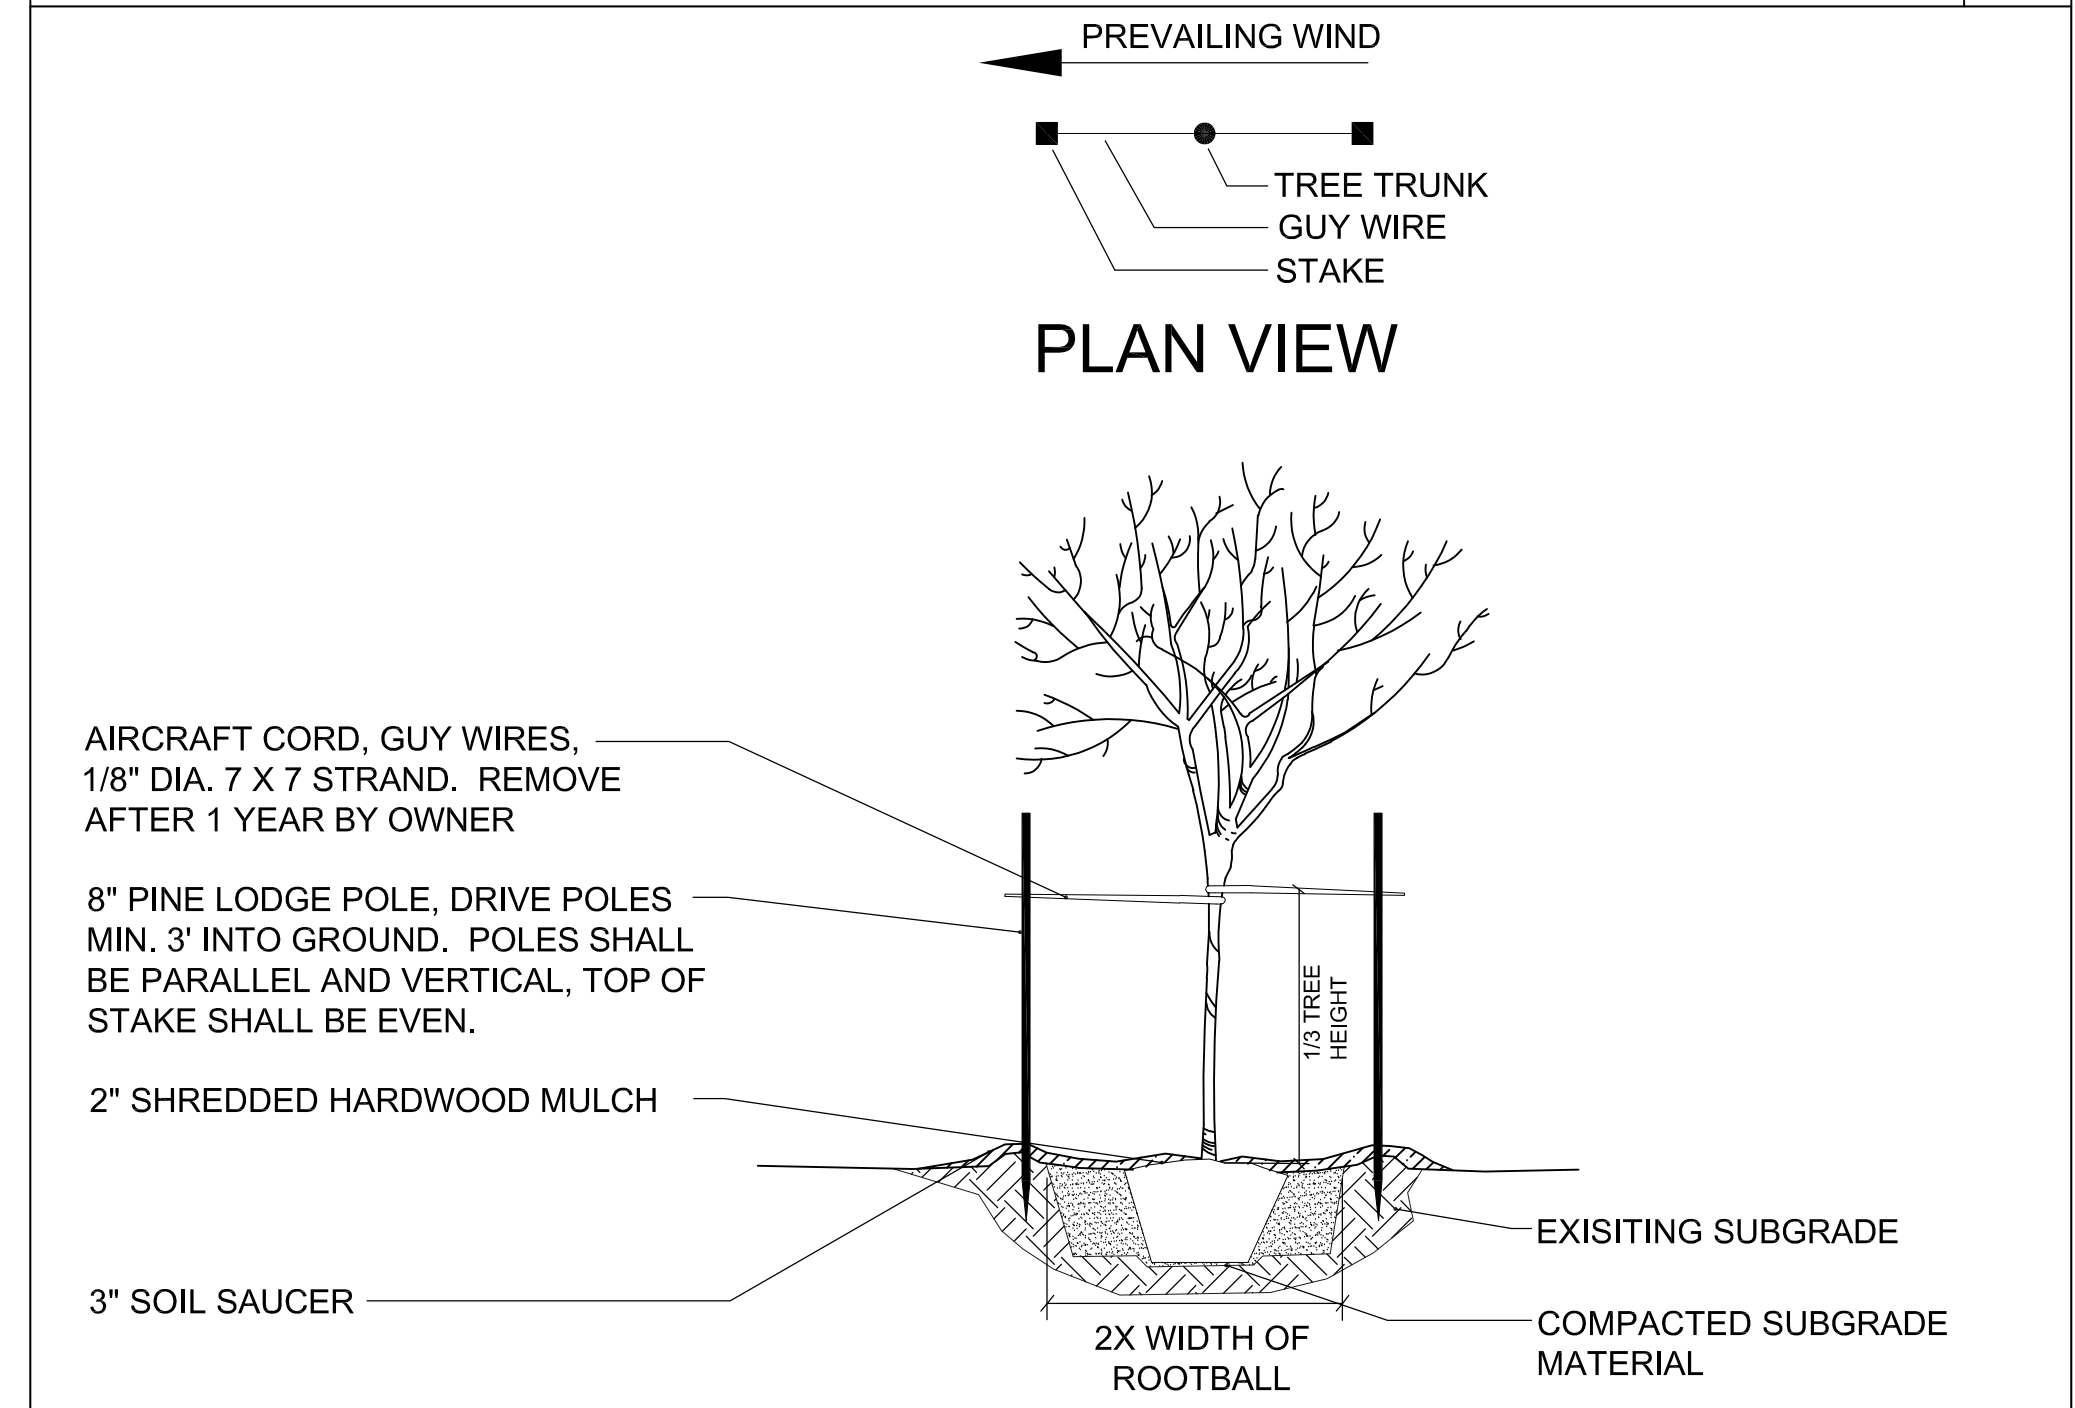 PREVAILING WIND
TREE TRUNK
GUY WIRE
STAKE
PLAN VIEW
AIRCRAFT CORD, GUY WIRES,
1/8" DIA. 7 X 7 STRAND. REMOVE
AFTER 1 YEAR BY OWNER
8" PINE LODGE POLE, DRIVE POLES
MIN. 3' INTO GROUND. POLES SHALL
BE PARALLEL AND VERTICAL, TOP OF
STAKE SHALL BE EVEN.
1/3 TREE
HEIGHT
2" SHREDDED HARDWOOD MULCH
3" SOIL SAUCER
EXISITING SUBGRADE
COMPACTED SUBGRADE
MATERIAL
2X WIDTH OF
ROOTBALL